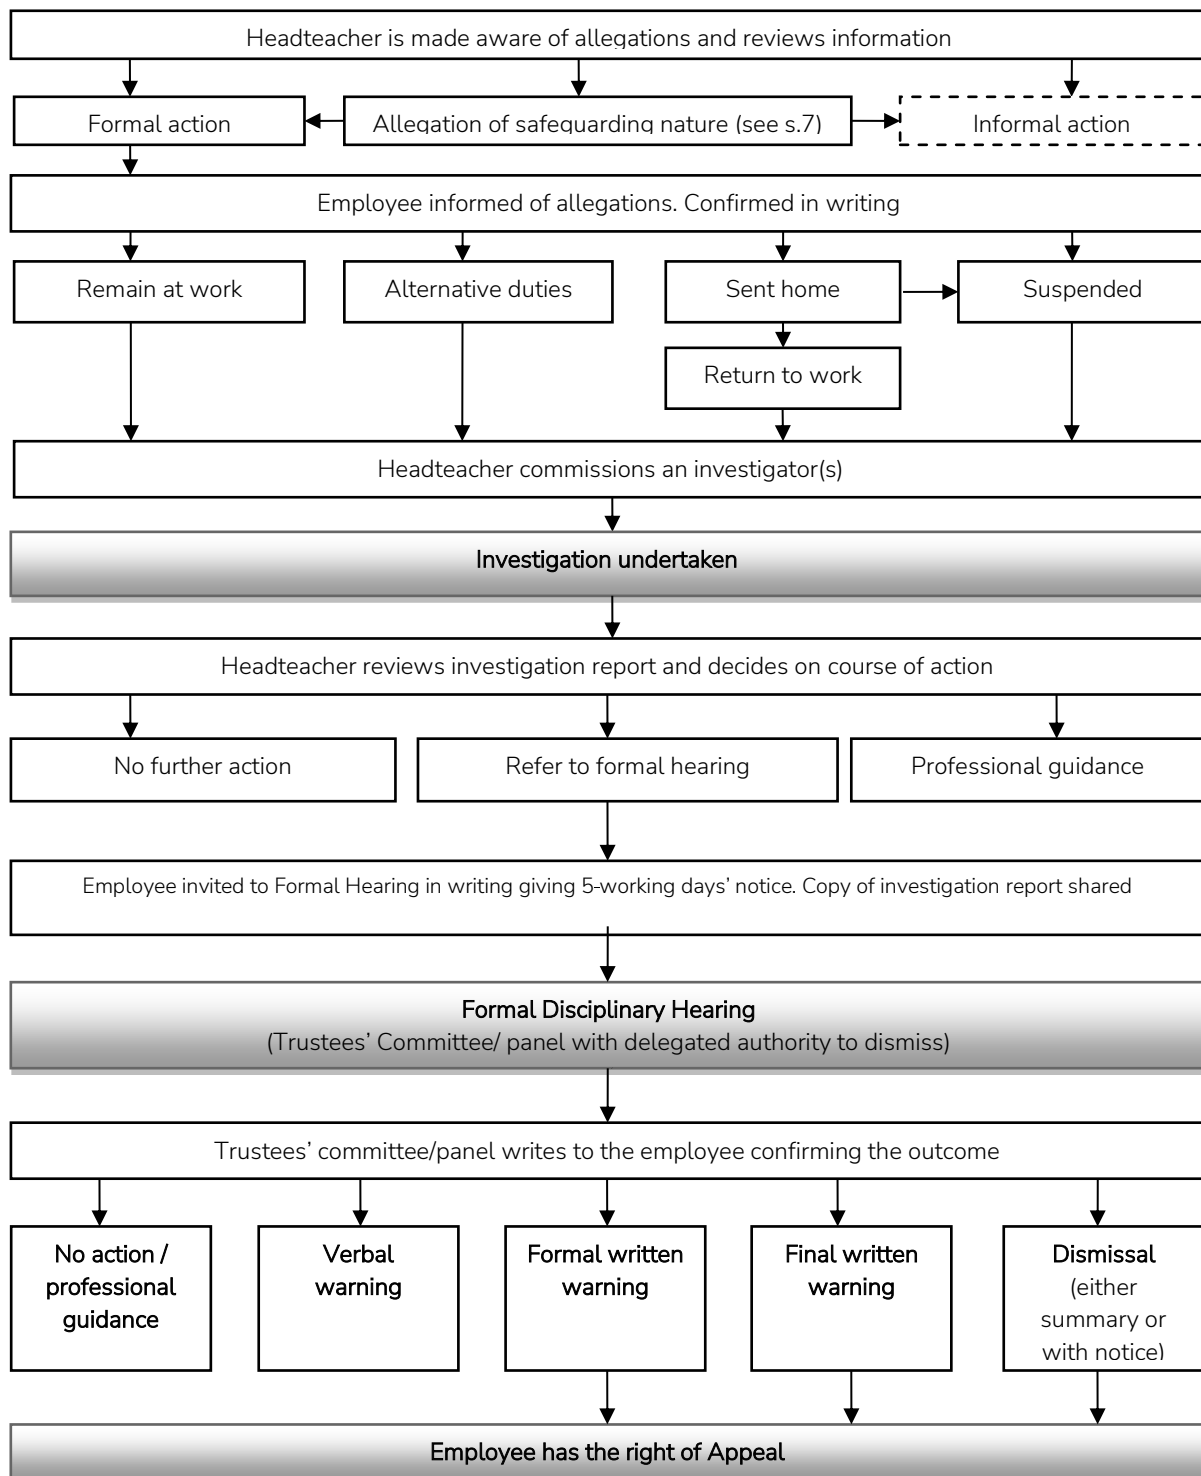 Headteacher is made aware of allegations and reviews information
Formal action
Allegation of safeguarding nature (see s.7)
Informal action
Employee informed of allegations. Confirmed in writing
Remain at work
Alternative duties
Sent home
Suspended
Return to work
Headteacher commissions an investigator(s)
Investigation undertaken
Headteacher reviews investigation report and decides on course of action
No further action
Refer to formal hearing
Professional guidance
Employee invited to Formal Hearing in writing giving 5-working days’ notice. Copy of investigation report shared
Formal Disciplinary Hearing
(Trustees’ Committee/ panel with delegated authority to dismiss)
Trustees’ committee/panel writes to the employee confirming the outcome
No action /
professional
guidance
Verbal
warning
Formal written
warning
Final written
warning
Dismissal
(either
summary or
with notice)
Employee has the right of Appeal